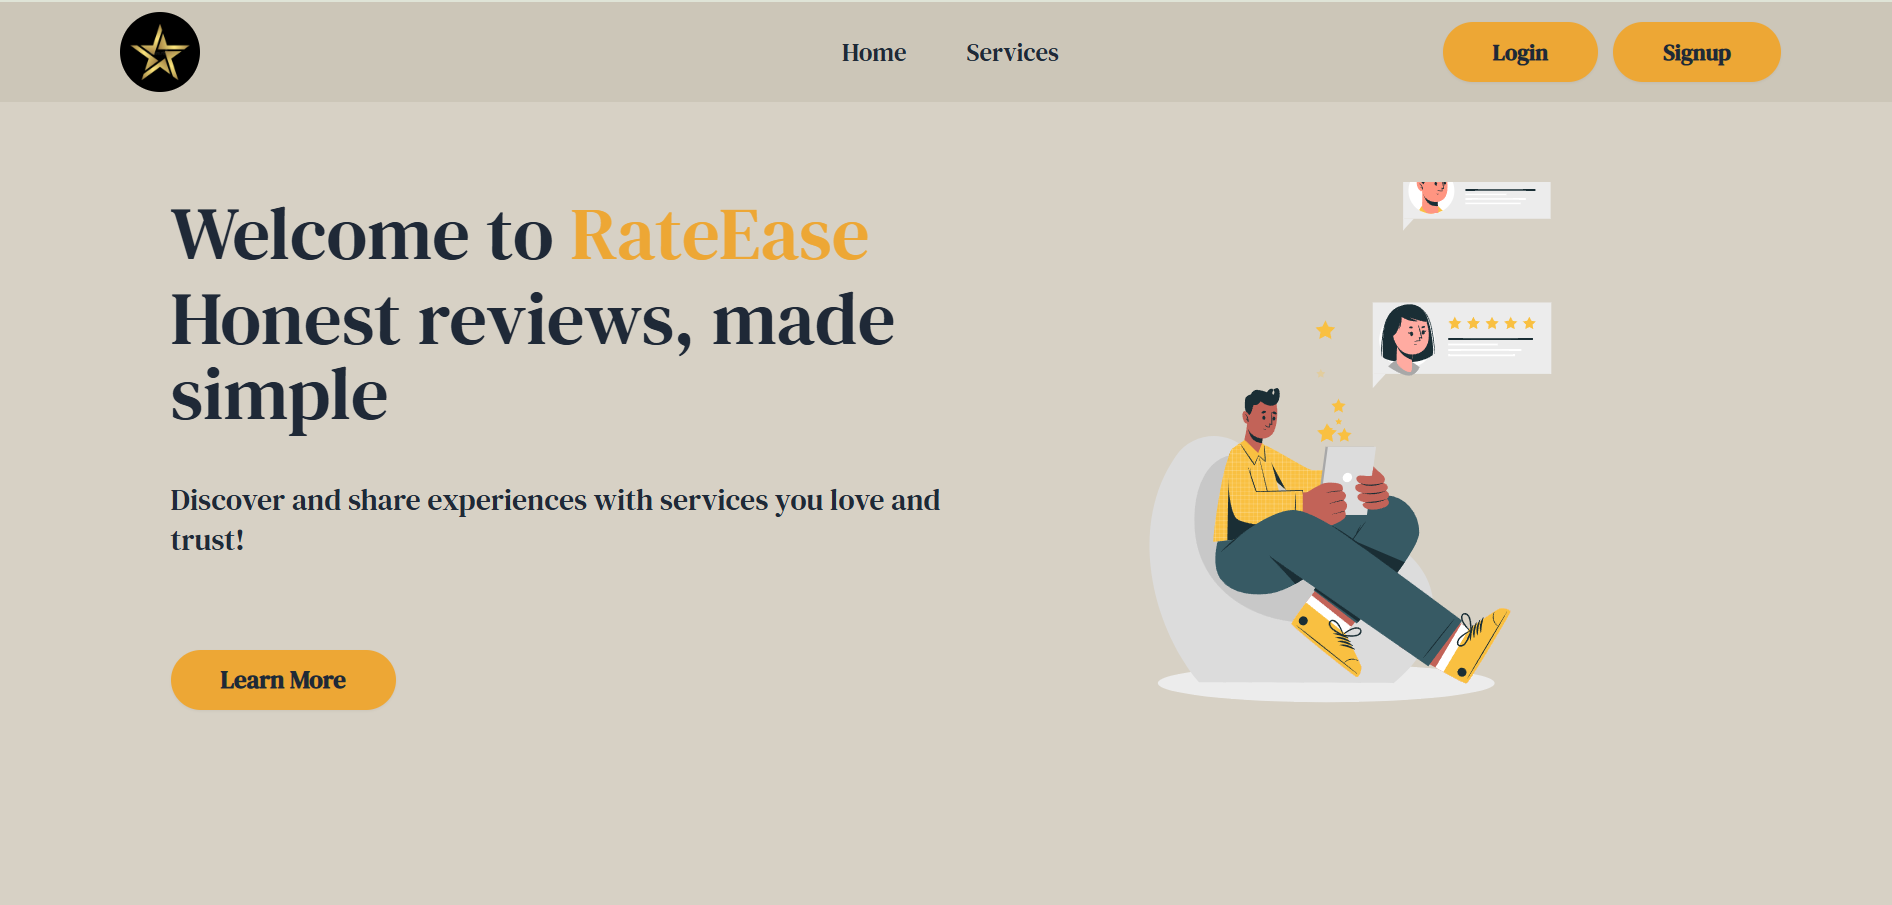 Home Services Login Signup
Welcome to RateEase
Honest reviews, made
simple
Discover and share experiences with services you love and
trust!
Learn More